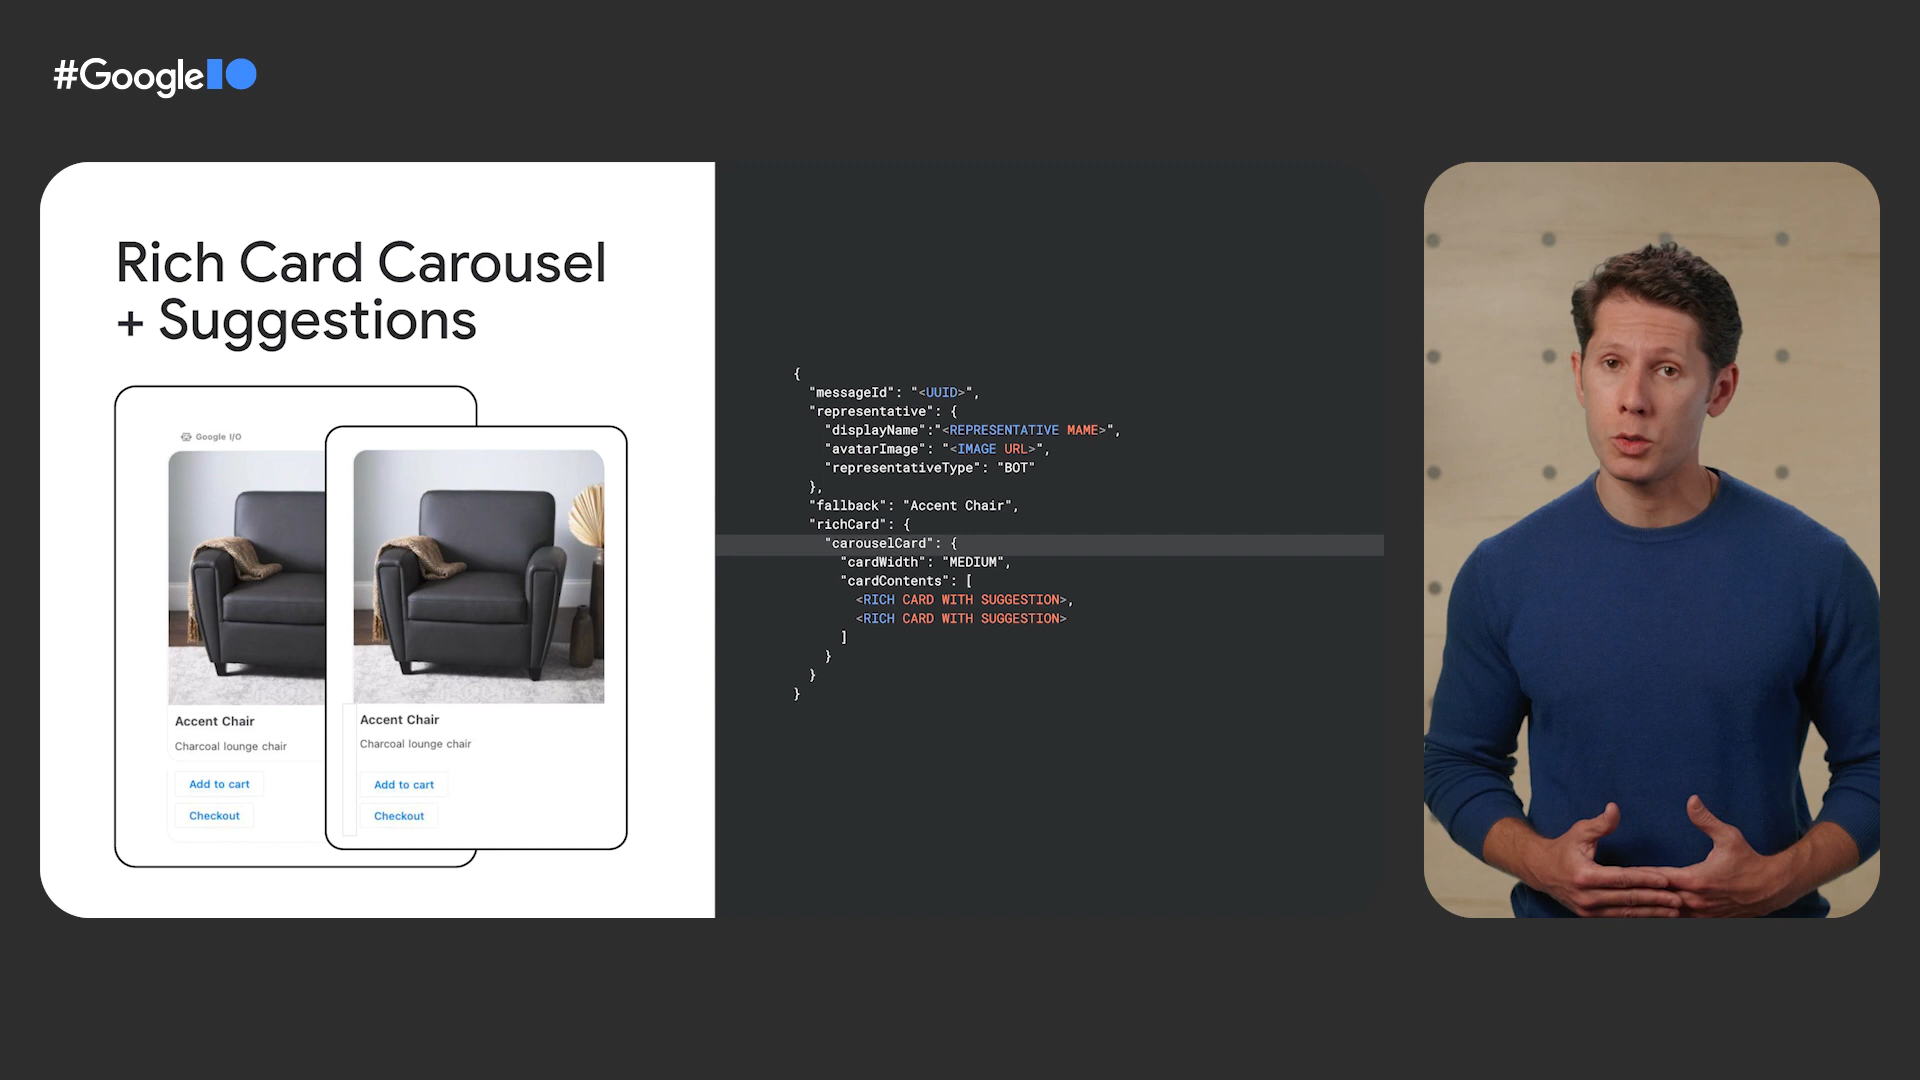 #GoogleIO
Rich Card Carousel
+ Suggestions
Google I/O
Accent Chair
Charcoal lounge chair
Add to cart
Checkout
Accent Chair
Charcoal lounge chair
Add to cart
Checkout
{
"messageId": "<UUID>",
"representative": {
"displayName":"<REPRESENTATIVE MAME>",
"avatarImage": "<IMAGE URL>",
"representativeType": "BOT"
},
"fallback": "Accent Chair",
"richCard": {
"carouselCard": {
"cardWidth": "MEDIUM",
"cardContents": [
<RICH CARD WITH SUGGESTION>,
<RICH CARD WITH SUGGESTION>
]
}
}
}